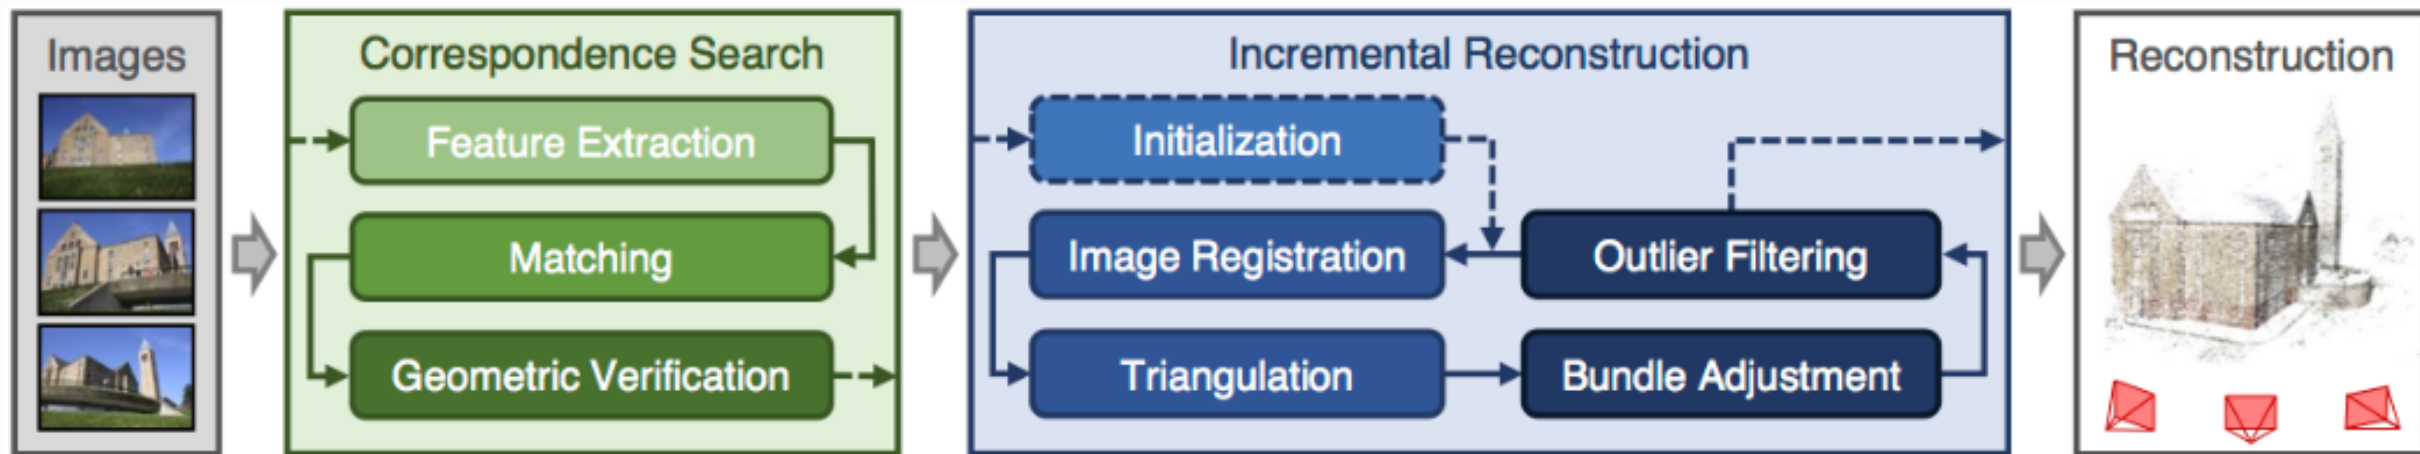 Images
Correspondence Search
Feature Extraction
Matching
Geometric Verification
Incremental Reconstruction
Initialization
Image Registration
Outlier Filtering
Triangulation
Bundle Adjustment
Reconstruction